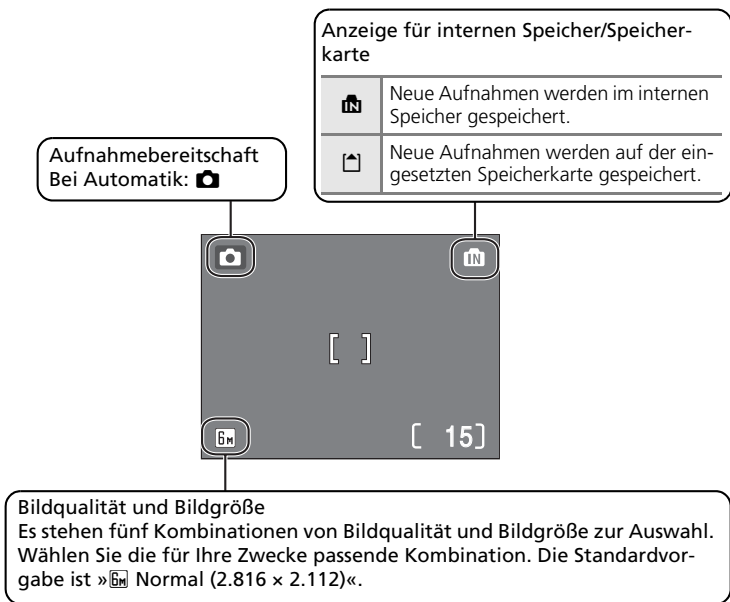 Anzeige für internen Speicher/Speicher-
karte
IN
Neue Aufnahmen werden im internen
Speicher gespeichert.
Neue Aufnahmen werden auf der ein-
gesetzten Speicherkarte gespeichert.
Aufnahmebereitschaft
Bei Automatik:
IN
[ ]
6M
[ 15]
Bildqualität und Bildgröße
Es stehen fünf Kombinationen von Bildqualität und Bildgröße zur Auswahl.
Wählen Sie die für Ihre Zwecke passende Kombination. Die Standardvor-
gabe ist »6M Normal (2.816 × 2.112)«.